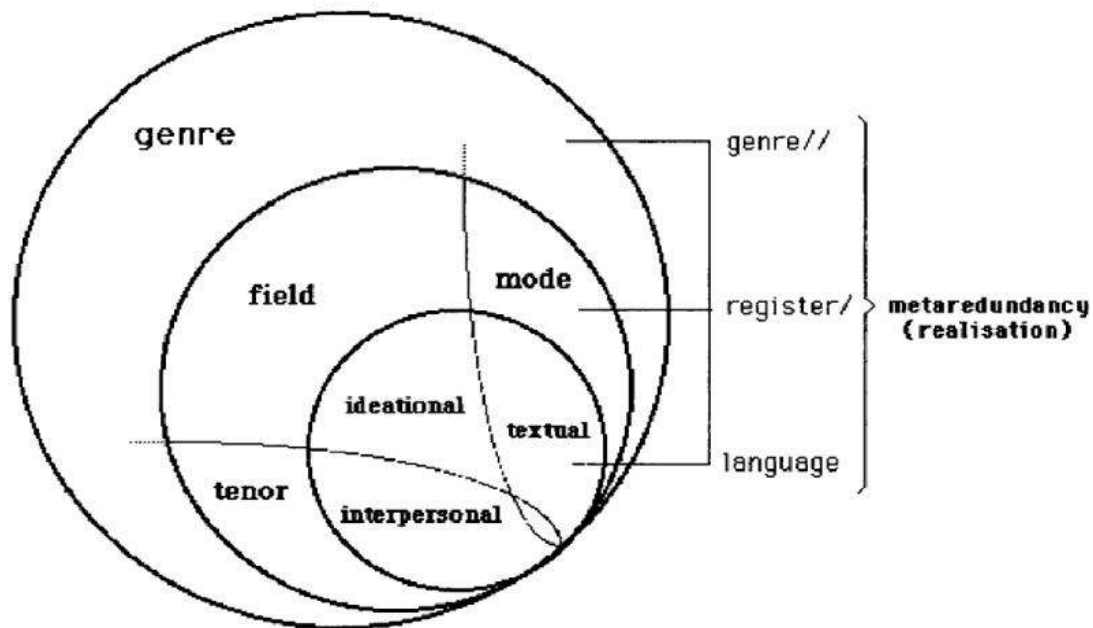 genre
genre//
field
mode
register/
metaredundancy
(realisation)
ideational
textual
language
tenor
interpersonal